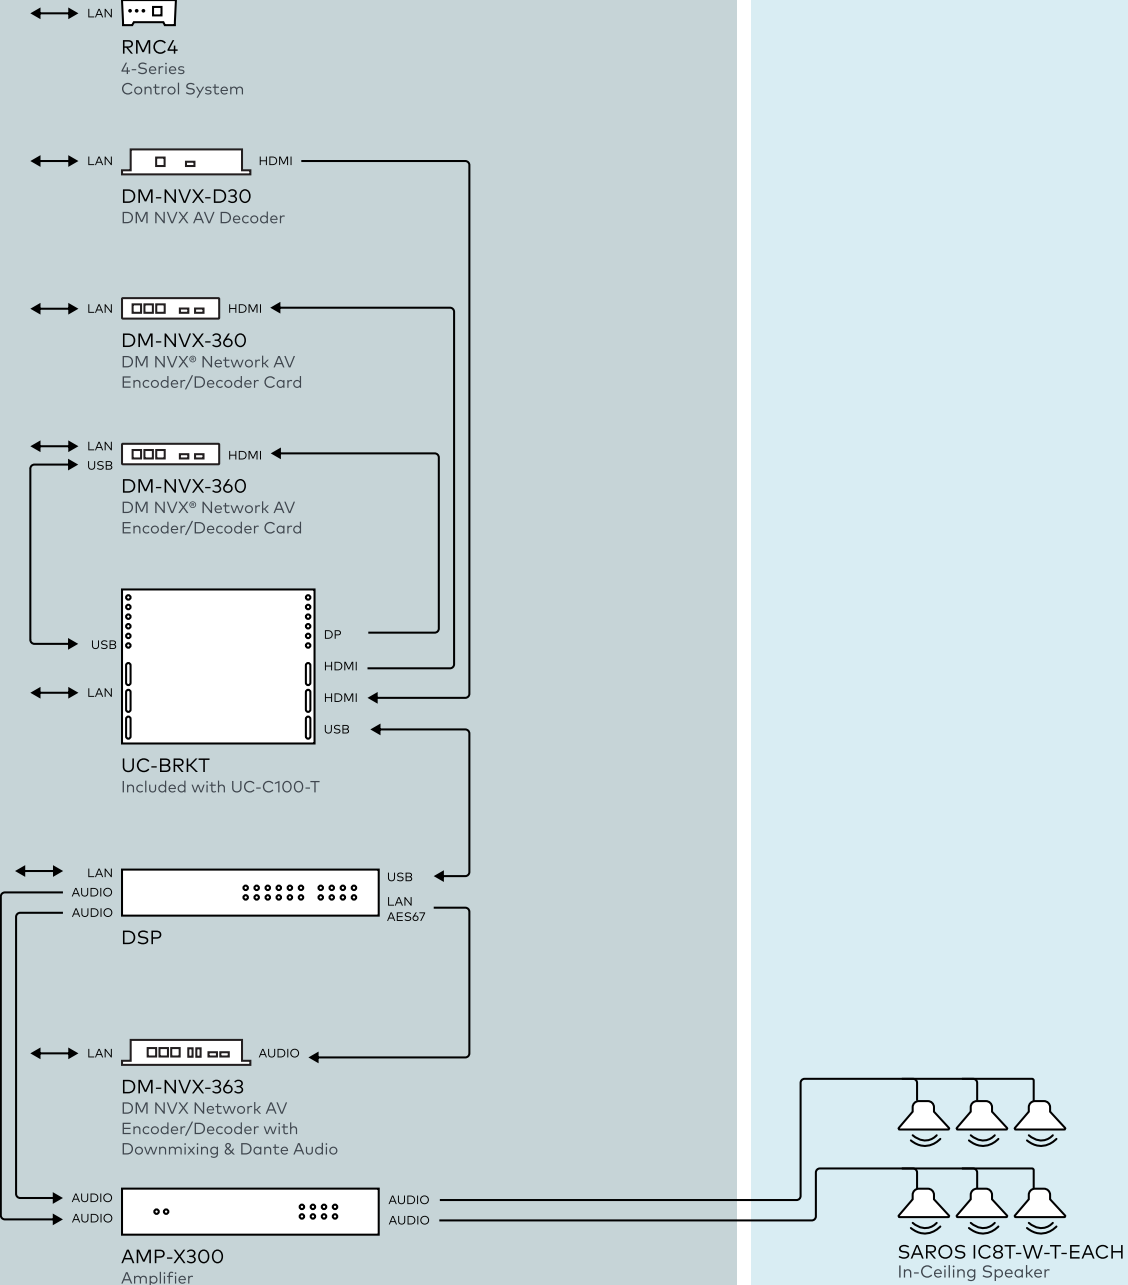 LAN
RMC4
4-Series
Control System
LAN
HDMI
DM-NVX-D30
DM NVX AV Decoder
LAN
HDMI
DM-NVX-360
DM NVX® Network AV
Encoder/Decoder Card
LAN
USB
HDMI
DM-NVX-360
DM NVX® Network AV
Encoder/Decoder Card
USB
LAN
DP
HDMI
HDMI
USB
UC-BRKT
Included with UC-C100-T
LAN
AUDIO
AUDIO
USB
LAN
AES67
DSP
LAN
AUDIO
DM-NVX-363
DM NVX Network AV
Encoder/Decoder with
Downmixing & Dante Audio
AUDIO
AUDIO
AUDIO
AUDIO
AMP-X300
Amplifier
SAROS IC8T-W-T-EACH
In-Ceiling Speaker